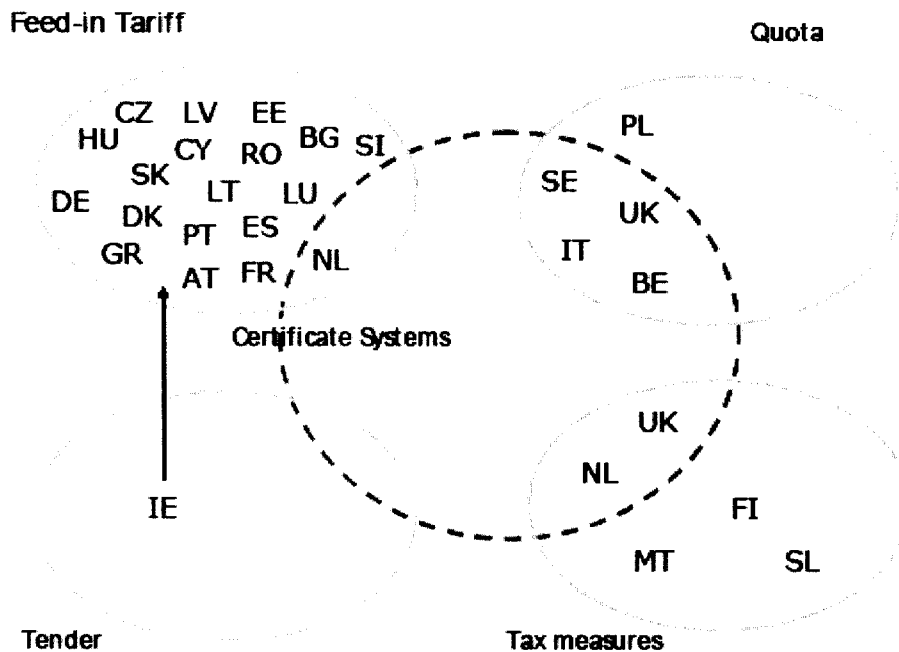 Feed-in Tariff
Quota
CZ LV EE
HU CY RO BG SI
SK LT LU
DE DK PT ES
GR AT FR NL
PL
SE
UK
IT
BE
Certificate Systems
UK
NL
IE
FI
MT SL
Tender
Tax measures